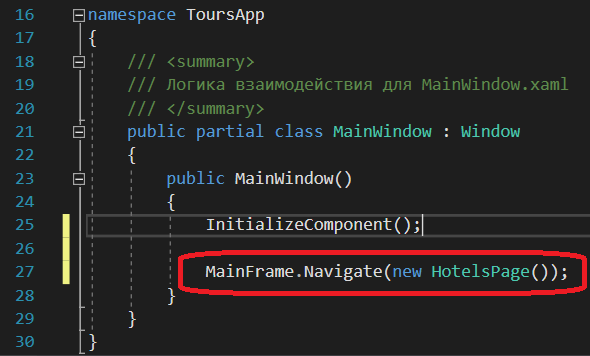 16 namespace ToursApp
17 {
18 /// <summary>
19 /// Логика взаимодействия для MainWindow.xaml
20 /// </summary>
21 public partial class MainWindow : Window
22 {
23 public MainWindow()
24 {
25 InitializeComponent();
26
27 MainFrame.Navigate(new HotelsPage());
28 }
29 }
30 }